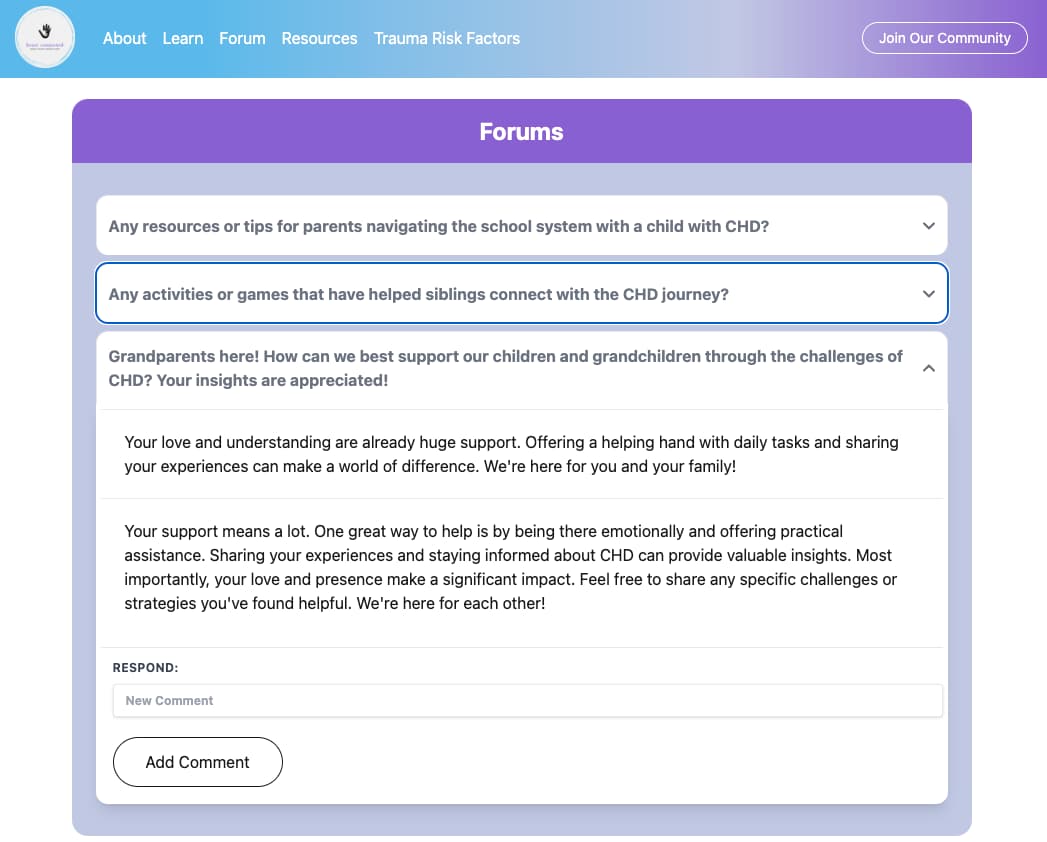 About Learn Forum Resources Trauma Risk Factors Join Our Community
Forums
Any resources or tips for parents navigating the school system with a child with CHD?
Any activities or games that have helped siblings connect with the CHD journey?
Grandparents here! How can we best support our children and grandchildren through the challenges of
CHD? Your insights are appreciated!
Your love and understanding are already huge support. Offering a helping hand with daily tasks and sharing
your experiences can make a world of difference. We're here for you and your family!
Your support means a lot. One great way to help is by being there emotionally and offering practical
assistance. Sharing your experiences and staying informed about CHD can provide valuable insights. Most
importantly, your love and presence make a significant impact. Feel free to share any specific challenges or
strategies you've found helpful. We're here for each other!
RESPOND:
New Comment
Add Comment